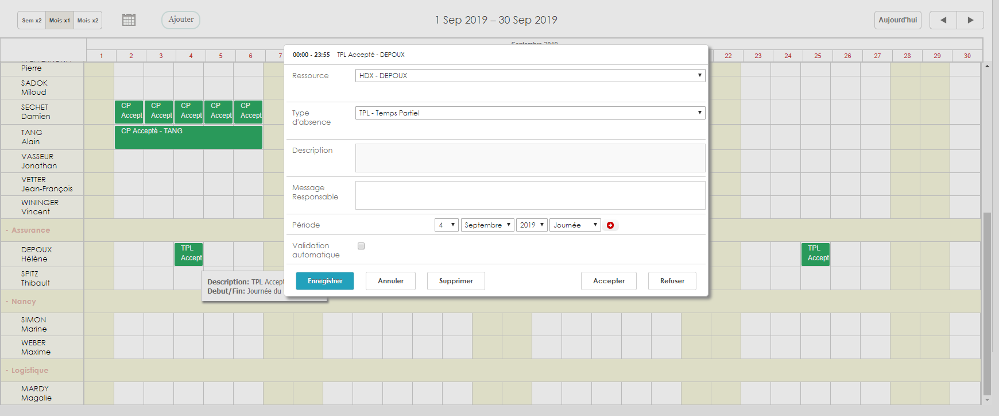 Sem x2 Mois x1 Mois x2 Ajouter 1 Sep 2019 – 30 Sep 2019 Aujourd'hui
Septembre 2019
1 2 3 4 5 6 7 22 23 24 25 26 27 28 29 30
Pierre
SADOK
Miloud
SECHET
Damien
CP CP CP CP CP
Accept Accept Accept Accept Accept
TANG
Alain
CP Accepté - TANG
VASSEUR
Jonathan
VETTER
Jean-François
WININGER
Vincent
- Assurance
DEPOUX
Hélène
TPL
Accept
TPL
Accept
SPITZ
Thibault
Description: TPL Accept
Debut/Fin: Journée du
- Nancy
SIMON
Marine
WEBER
Maxime
- Logistique
MARDY
Magalie
00:00 - 23:55 TPL Accepté - DEPOUX
Ressource HDX - DEPOUX
Type
d'absence
TPL - Temps Partiel
Description
Message
Responsable
Période 4 Septembre 2019 Journée
Validation
automatique
Enregistrer Annuler Supprimer Accepter Refuser